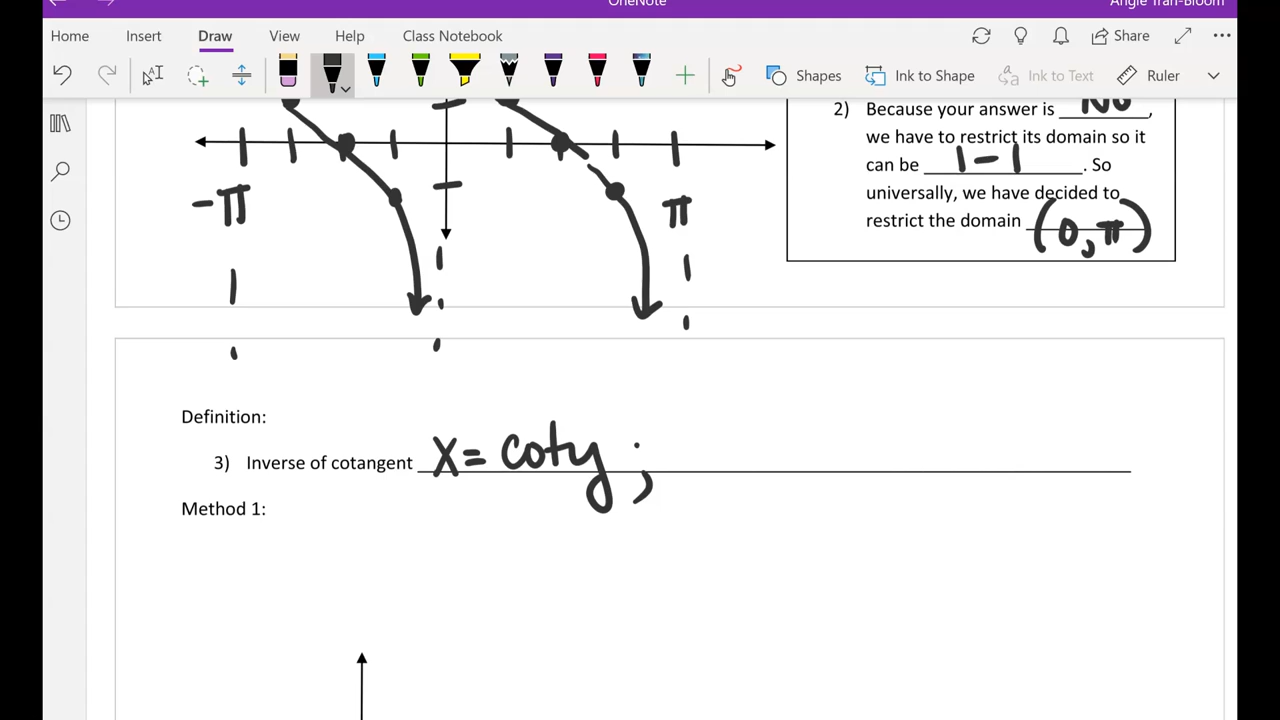 OneNote
Angie Tran-Bloom
Home Insert Draw View Help Class Notebook Share
Shapes Ink to Shape Ink to Text Ruler
2) Because your answer is No,
we have to restrict its domain so it
can be 1-1. So
universally, we have decided to
restrict the domain (0, π)
-π π
Definition:
3) Inverse of cotangent x = coty ;
Method 1: